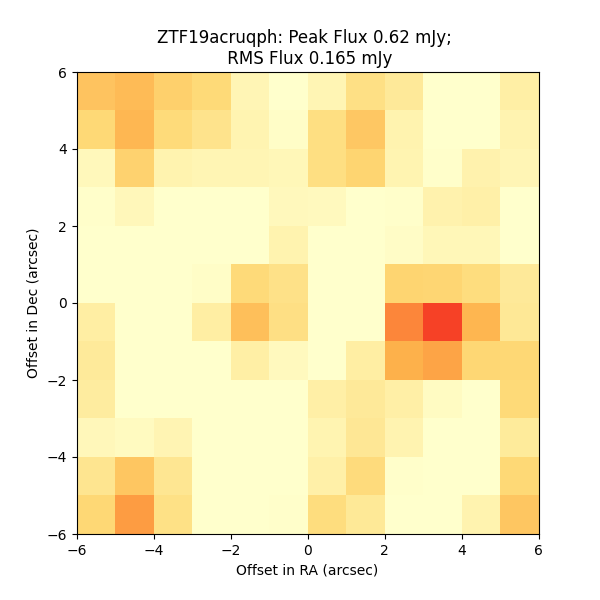 ZTF19acruqph: Peak Flux 0.62 mJy;
RMS Flux 0.165 mJy
6
4
2
0
−2
−4
−6
Offset in Dec (arcsec)
−6 −4 −2 0 2 4 6
Offset in RA (arcsec)